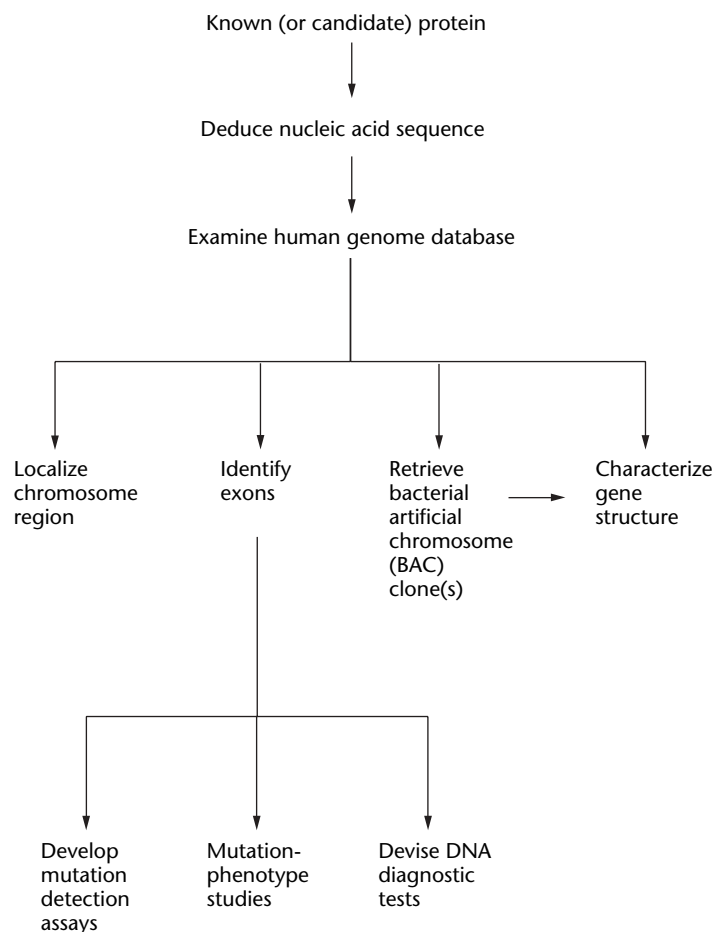 Known (or candidate) protein
Deduce nucleic acid sequence
Examine human genome database
Localize
chromosome
region
Identify
exons
Retrieve
bacterial
artificial
chromosome
(BAC)
clone(s)
Characterize
gene
structure
Develop
mutation
detection
assays
Mutation-
phenotype
studies
Devise DNA
diagnostic
tests